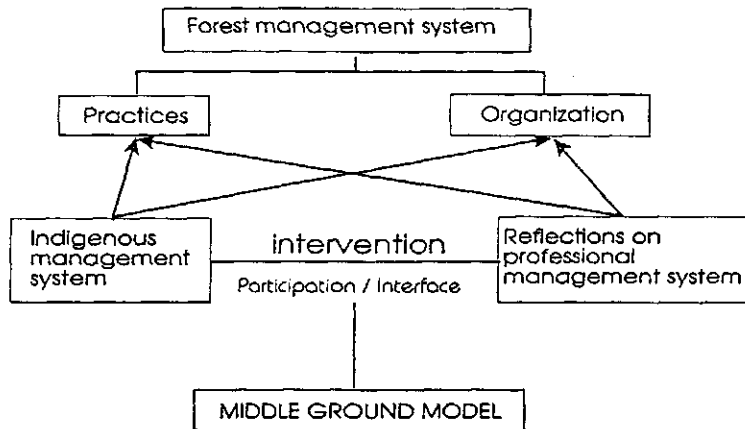 Forest management system
Practices
Organization
Indigenous
management
system
intervention
Participation / Interface
Reflections on
professional
management system
MIDDLE GROUND MODEL